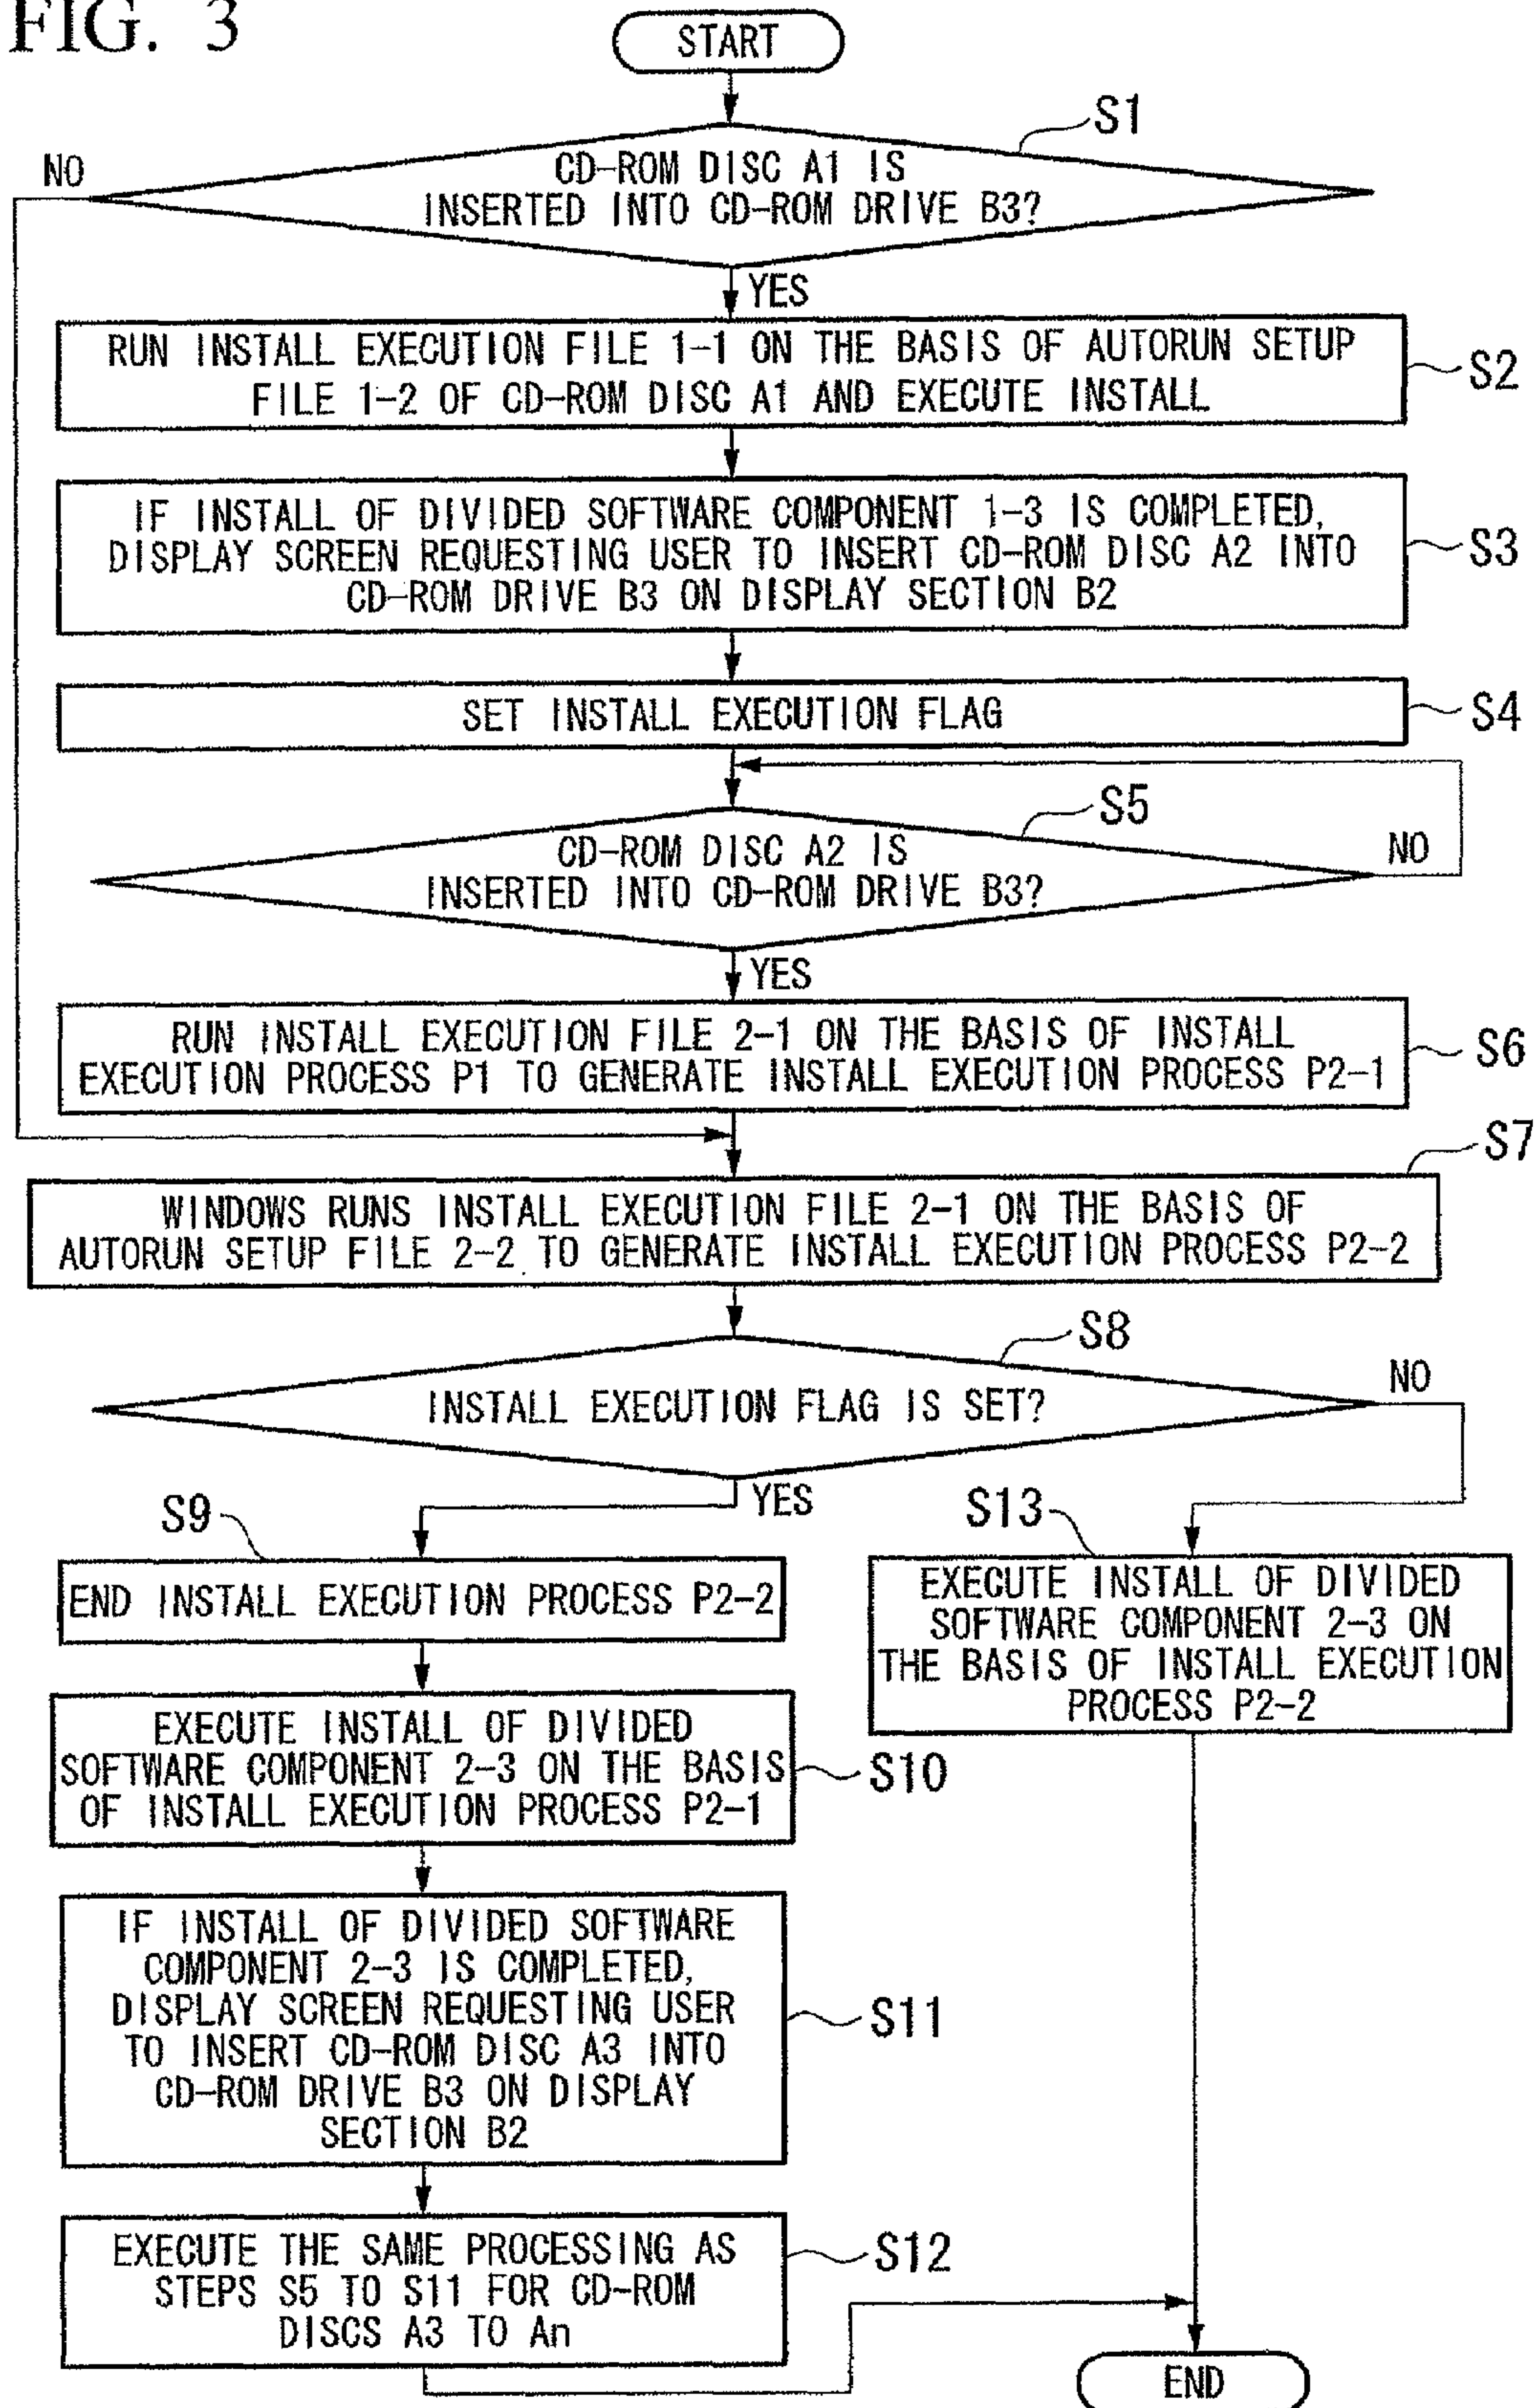 FIG. 3
START
S1
NO
CD-ROM DISC A1 IS
INSERTED INTO CD-ROM DRIVE B3?
YES
RUN INSTALL EXECUTION FILE 1-1 ON THE BASIS OF AUTORUN SETUP
FILE 1-2 OF CD-ROM DISC A1 AND EXECUTE INSTALL
S2
IF INSTALL OF DIVIDED SOFTWARE COMPONENT 1-3 IS COMPLETED,
DISPLAY SCREEN REQUESTING USER TO INSERT CD-ROM DISC A2 INTO
CD-ROM DRIVE B3 ON DISPLAY SECTION B2
S3
SET INSTALL EXECUTION FLAG
S4
S5
CD-ROM DISC A2 IS
INSERTED INTO CD-ROM DRIVE B3?
NO
YES
RUN INSTALL EXECUTION FILE 2-1 ON THE BASIS OF INSTALL
EXECUTION PROCESS P1 TO GENERATE INSTALL EXECUTION PROCESS P2-1
S6
S7
WINDOWS RUNS INSTALL EXECUTION FILE 2-1 ON THE BASIS OF
AUTORUN SETUP FILE 2-2 TO GENERATE INSTALL EXECUTION PROCESS P2-2
S8
INSTALL EXECUTION FLAG IS SET?
NO
YES
S9
END INSTALL EXECUTION PROCESS P2-2
S13
EXECUTE INSTALL OF DIVIDED
SOFTWARE COMPONENT 2-3 ON
THE BASIS OF INSTALL EXECUTION
PROCESS P2-2
EXECUTE INSTALL OF DIVIDED
SOFTWARE COMPONENT 2-3 ON THE BASIS
OF INSTALL EXECUTION PROCESS P2-1
S10
IF INSTALL OF DIVIDED SOFTWARE
COMPONENT 2-3 IS COMPLETED,
DISPLAY SCREEN REQUESTING USER
TO INSERT CD-ROM DISC A3 INTO
CD-ROM DRIVE B3 ON DISPLAY
SECTION B2
S11
EXECUTE THE SAME PROCESSING AS
STEPS S5 TO S11 FOR CD-ROM
DISCS A3 TO An
S12
END